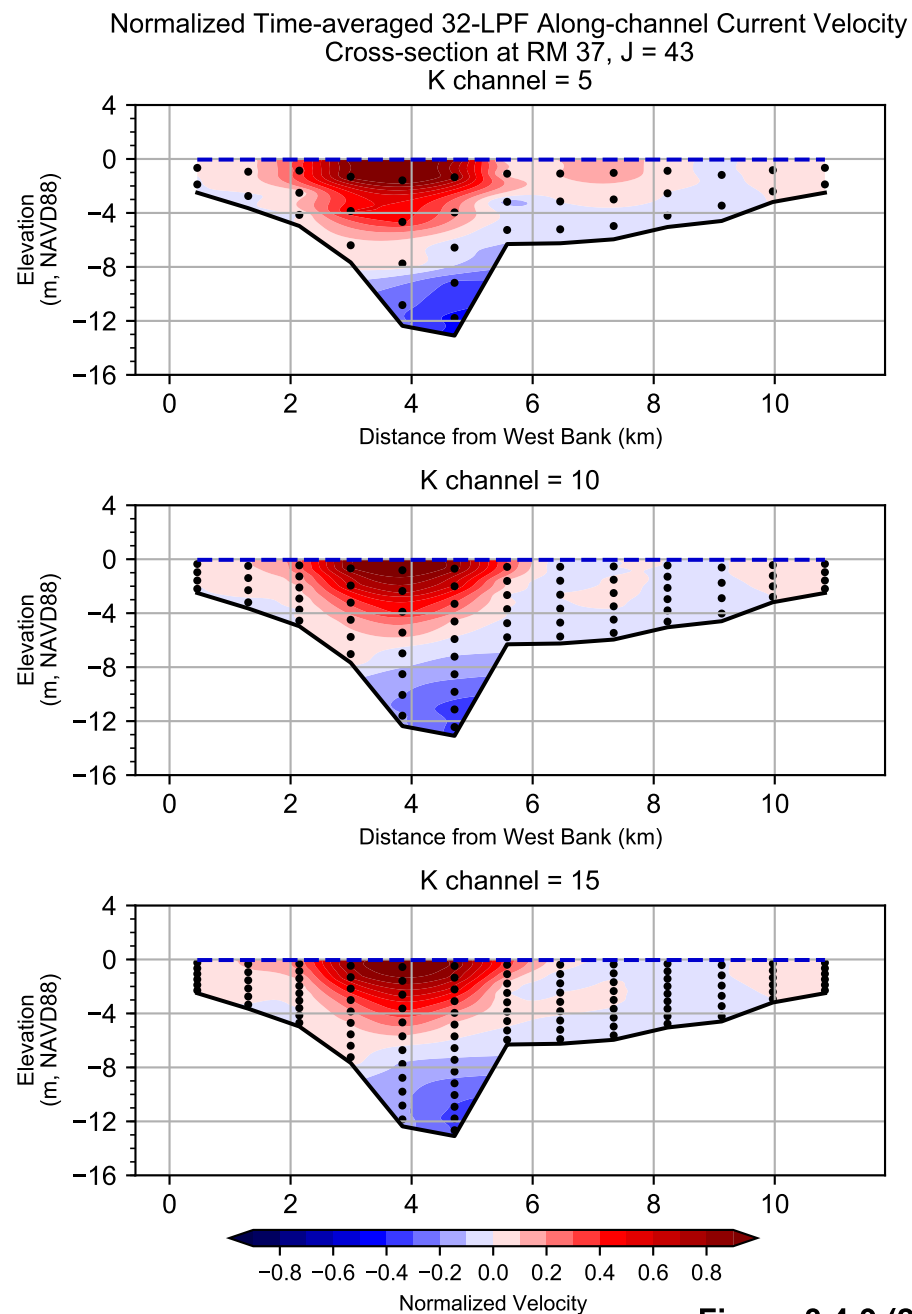 Normalized Time-averaged 32-LPF Along-channel Current Velocity
Cross-section at RM 37, J = 43
K channel = 5
4
0
−4
−8
−12
−16
Elevation
(m, NAVD88)
0 2 4 6 8 10
Distance from West Bank (km)
K channel = 10
4
0
−4
−8
−12
−16
Elevation
(m, NAVD88)
0 2 4 6 8 10
Distance from West Bank (km)
K channel = 15
4
0
−4
−8
−12
−16
Elevation
(m, NAVD88)
0 2 4 6 8 10
−0.8 −0.6 −0.4 −0.2 0.0 0.2 0.4 0.6 0.8
Normalized Velocity